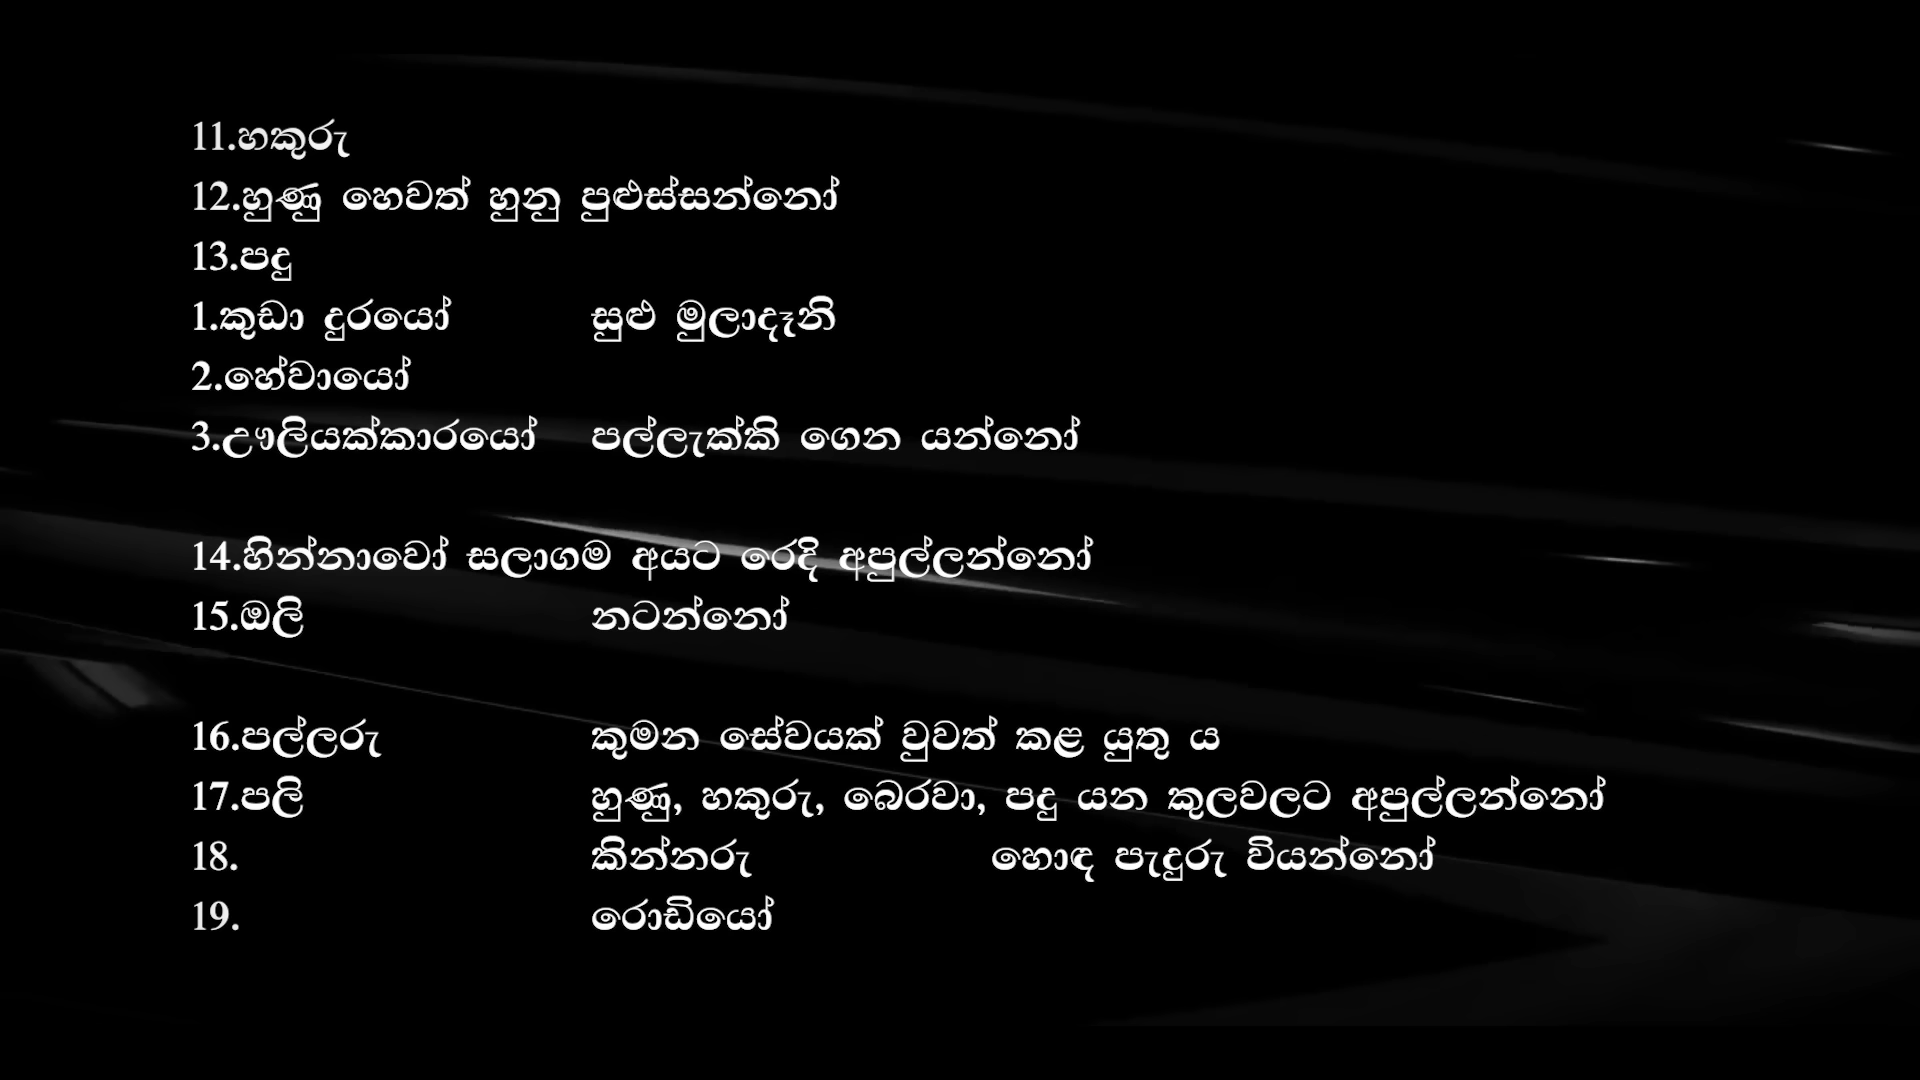 11.හකුරු
12.හුණු හෙවත් හුනු පුළුස්සන්නෝ
13.පදු
1.කුඩා දුරයෝ සුළු මුලාදෑනි
2.හේවායෝ
3.ඌලියක්කාරයෝ පල්ලැක්කි ගෙන යන්නෝ
14.හින්නාවෝ සලාගම අයට රෙදි අපුල්ලන්නෝ
15.ඔලි නටන්නෝ
16.පල්ලරු කුමන සේවයක් වුවත් කළ යුතු ය
17.පලි හුණු, හකුරු, බෙරවා, පදු යන කුලවලට අපුල්ලන්නෝ
18. කින්නරු හොඳ පැදුරු වියන්නෝ
19. රොඩියෝ